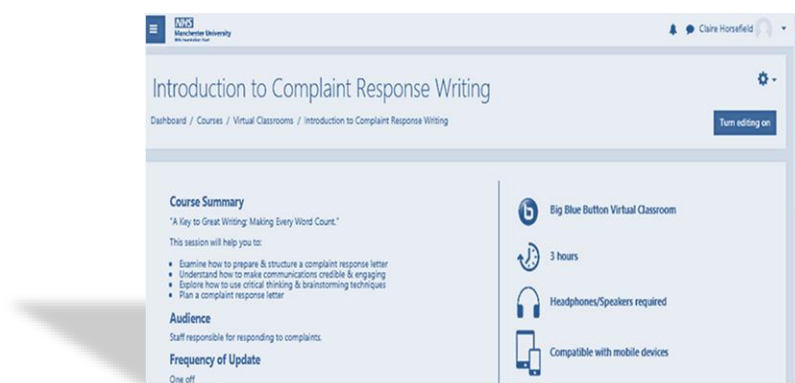 NHS
Manchester University
NHS Foundation Trust
Claire Horsefield
Introduction to Complaint Response Writing
Dashboard / Courses / Virtual Classrooms / Introduction to Complaint Response Writing
Turn editing on
Course Summary
"A Key to Great Writing: Making Every Word Count."
This session will help you to:
Examine how to prepare & structure a complaint response letter
Understand how to make communications credible & engaging
Explore how to use critical thinking & brainstorming techniques
Plan a complaint response letter
Audience
Staff responsible for responding to complaints.
Frequency of Update
One off
b
Big Blue Button Virtual Classroom
3 hours
Headphones/Speakers required
Compatible with mobile devices